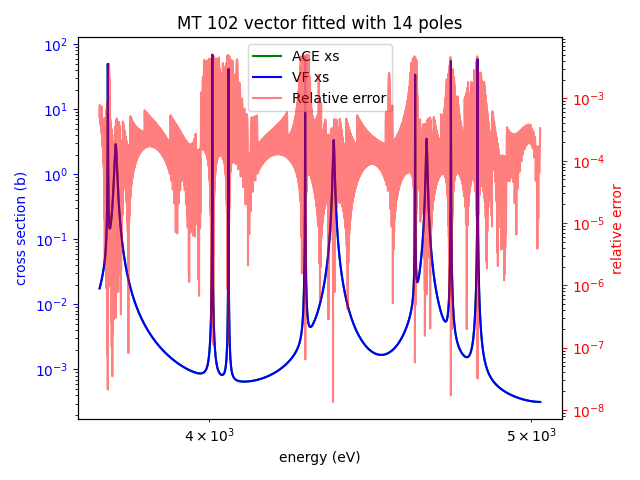 MT 102 vector fitted with 14 poles
ACE xs
VF xs
Relative error
cross section (b)
10^2
10^1
10^0
10^−1
10^−2
10^−3
relative error
10^−3
10^−4
10^−5
10^−6
10^−7
10^−8
4 × 10^3
5 × 10^3
energy (eV)